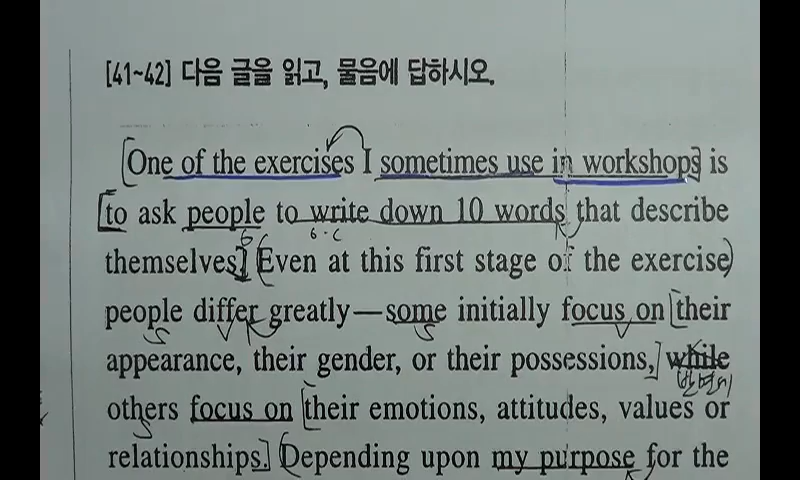 [41~42] 다음 글을 읽고, 물음에 답하시오.
One of the exercises I sometimes use in workshops is
to ask people to write down 10 words that describe
themselves. Even at this first stage of the exercise
people differ greatly—some initially focus on their
appearance, their gender, or their possessions, while
others focus on their emotions, attitudes, values or
relationships. Depending upon my purpose for the